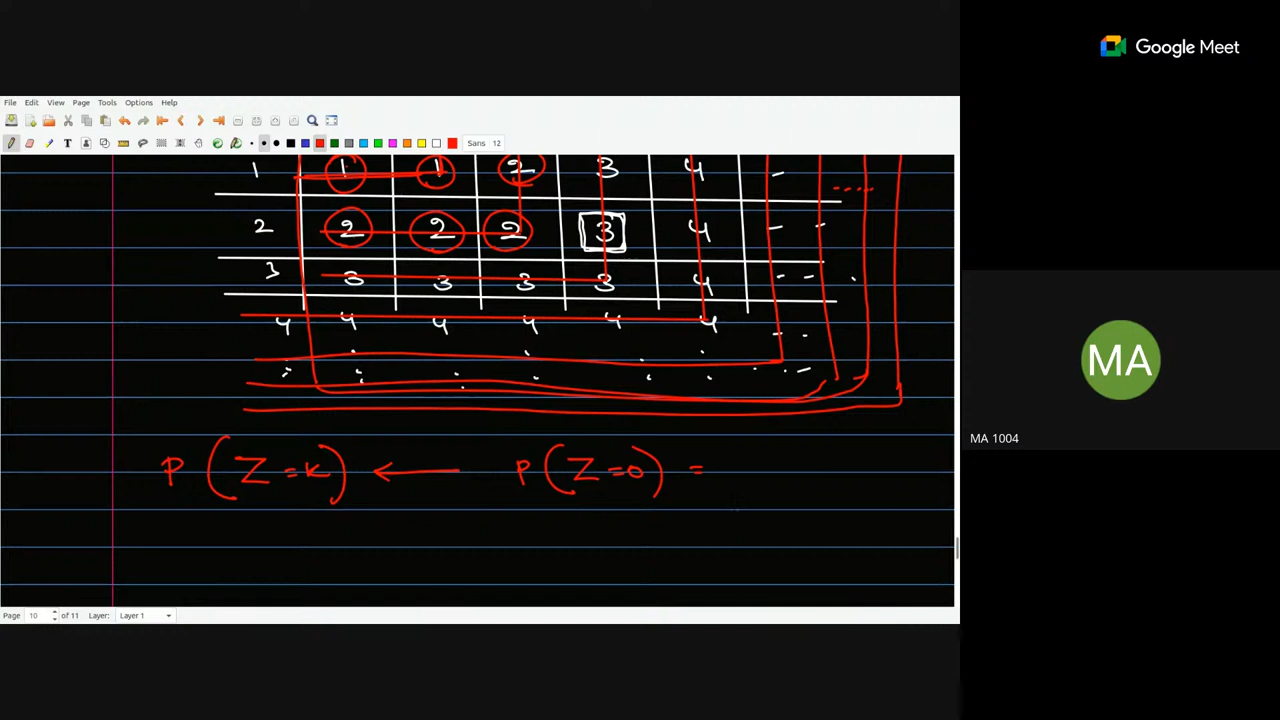 Google Meet
File Edit View Page Tools Options Help
Sans 12
1 1 1 2 3 4 -
.....
2 2 2 2 3 4 - -
3 3 3 3 3 4 - - .
4 4 4 4 4 4 - -
P (Z = K) ← P (Z = 0) =
MA
MA 1004
Page 10 of 11 Layer: Layer 1